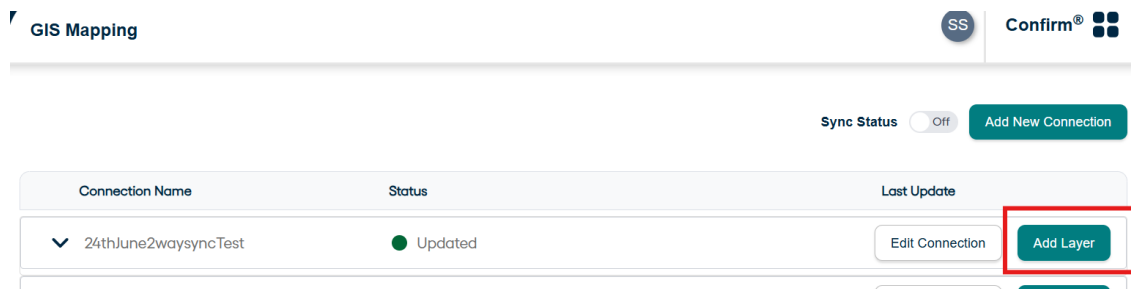 GIS Mapping
SS
Confirm®
Sync Status Off Add New Connection
Connection Name Status Last Update
24thJune2waysyncTest Updated Edit Connection Add Layer